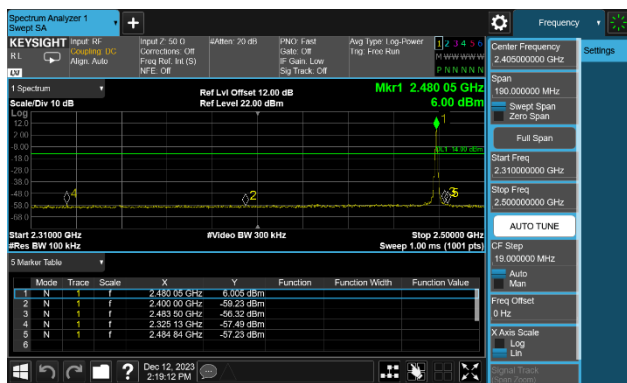 Spectrum Analyzer 1
Swept SA
Frequency
KEYSIGHT Input: RF Input Z: 50 Ω #Atten: 20 dB PNO: Fast Avg Type: Log-Power 1 2 3 4 5 6
RL Coupling: DC Corrections: Off Gate: Off Trig: Free Run M W W W W W
Align: Auto Freq Ref: Int (S) IF Gain: Low P N N N N N
NFE: Off Sig Track: Off
LXI
1 Spectrum
Ref Lvl Offset 12.00 dB
Mkr1 2.480 05 GHz
Scale/Div 10 dB
Ref Level 22.00 dBm
6.00 dBm
Log
12.0
2.00
-8.00
-18.0
-28.0
-38.0
-48.0
-58.0
-68.0
1
4
2
5
Start 2.31000 GHz
#Video BW 300 kHz
Stop 2.50000 GHz
#Res BW 100 kHz
Sweep 1.00 ms (1001 pts)
5 Marker Table
Mode Trace Scale X Y Function Function Width Function Value
1 N 1 f 2.480 05 GHz 6.005 dBm
2 N 1 f 2.400 00 GHz -59.23 dBm
3 N 1 f 2.483 50 GHz -56.32 dBm
4 N 1 f 2.325 13 GHz -57.49 dBm
5 N 1 f 2.484 84 GHz -57.23 dBm
6
Dec 12, 2023
2:19:12 PM
Center Frequency
2.405000000 GHz
Settings
Span
190.000000 MHz
Swept Span
Zero Span
Full Span
Start Freq
2.310000000 GHz
Stop Freq
2.500000000 GHz
AUTO TUNE
CF Step
19.000000 MHz
Auto
Man
Freq Offset
0 Hz
X Axis Scale
Log
Lin
Signal Track
(Span Zoom)